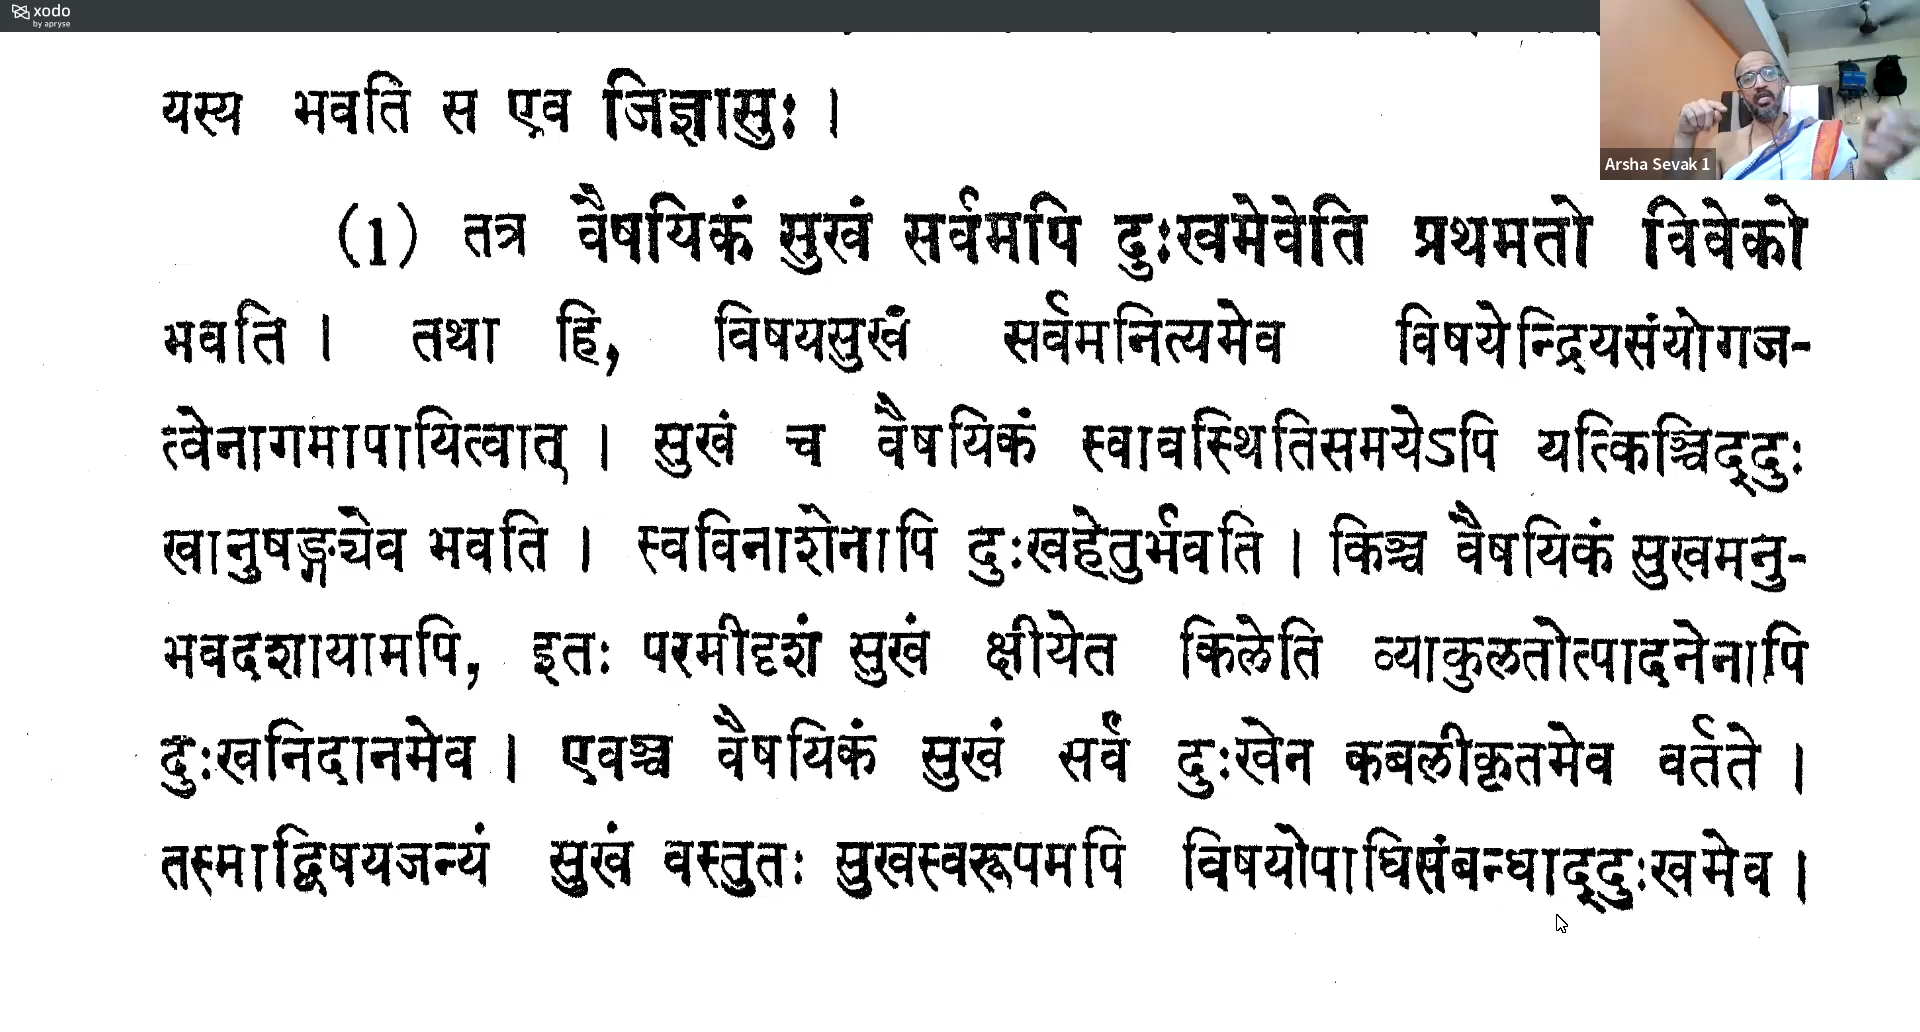 xodo
by apryse
Arsha Sevak 1
यस्य भवति स एव जिज्ञासुः ।
(1) तत्र वैषयिकं सुखं सर्वमपि दुःखमेवेति प्रथमतो विवेको
भवति । तथा हि, विषयसुखं सर्वमनित्यमेव विषयेन्द्रियसंयोगज-
त्वेनागमापायित्वात् । सुखं च वैषयिकं स्वावस्थितिसमयेऽपि यत्किञ्चिद्दुः
खानुषङ्ग्येव भवति । स्वविनाशेनापि दुःखहेतुर्भवति । किञ्च वैषयिकं सुखमनु-
भवदशायामपि, इतः परमीदृशं सुखं क्षीयेत किलेति व्याकुलतोत्पादनेनापि
दुःखनिदानमेव । एवञ्च वैषयिकं सुखं सर्वं दुःखेन कबलीकृतमेव वर्तते ।
तस्माद्विषयजन्यं सुखं वस्तुतः सुखस्वरूपमपि विषयोपाधिसंबन्धाद्दुःखमेव ।